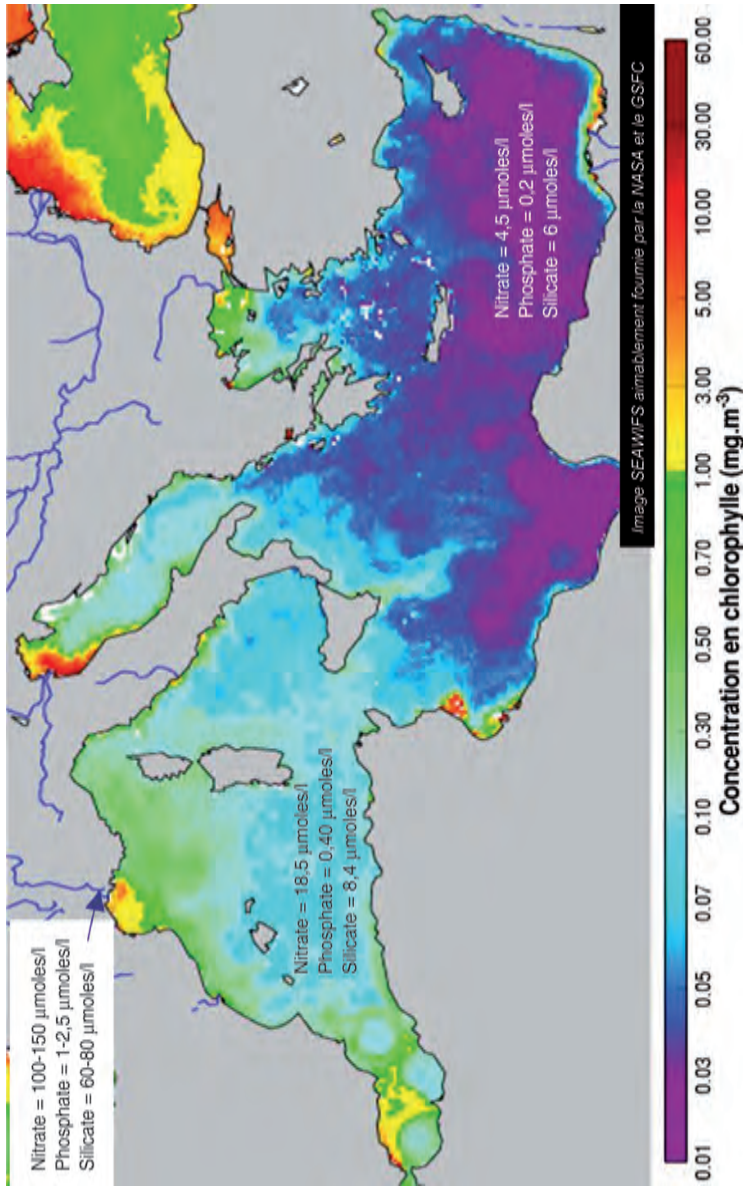 Nitrate = 100-150 µmoles/l
Phosphate = 1-2,5 µmoles/l
Sillicate = 60-80 µmoles/l
Nitrate = 18,5 µmoles/l
Phosphate = 0,40 µmoles/l
Sillicate = 8,4 µmoles/l
Nitrate = 4,5 µmoles/l
Phosphate = 0,2 µmoles/l
Sillicate = 6 µmoles/l
Image SEAWIFS aimablement fournie par la NASA et le GSFC
0.01 0.03 0.05 0.07 0.10 0.30 0.50 0.70 1.00 3.00 5.00 10.00 30.00 60.00
Concentration en chlorophylle (mg.m⁻³)